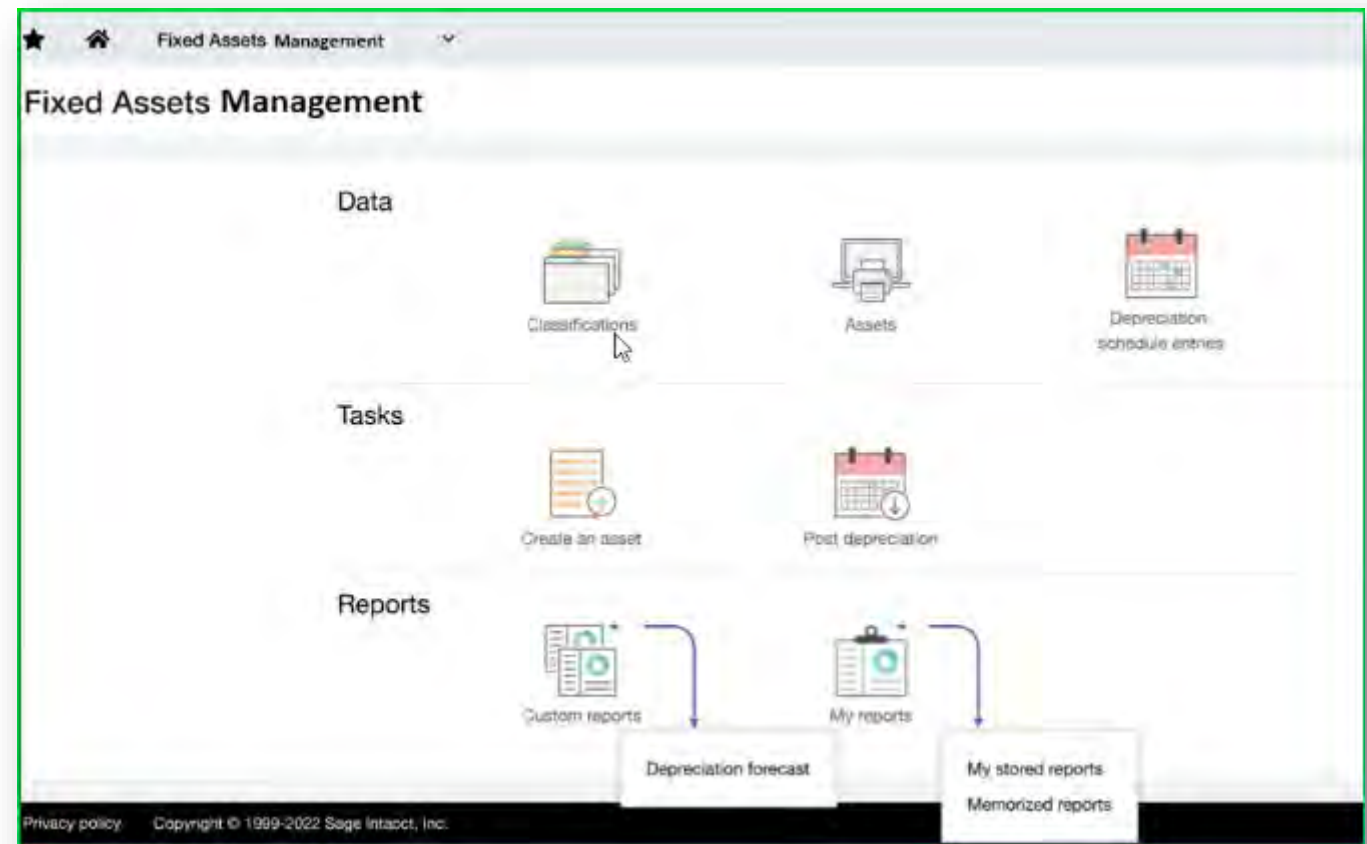 Fixed Assets Management
Fixed Assets Management
Data
Classifications
Assets
Depreciation
schedule entries
Tasks
Create an asset
Post depreciation
Reports
Custom reports
My reports
Depreciation forecast
My stored reports
Memorized reports
Privacy policy Copyright © 1999-2022 Sage Intacct, Inc.